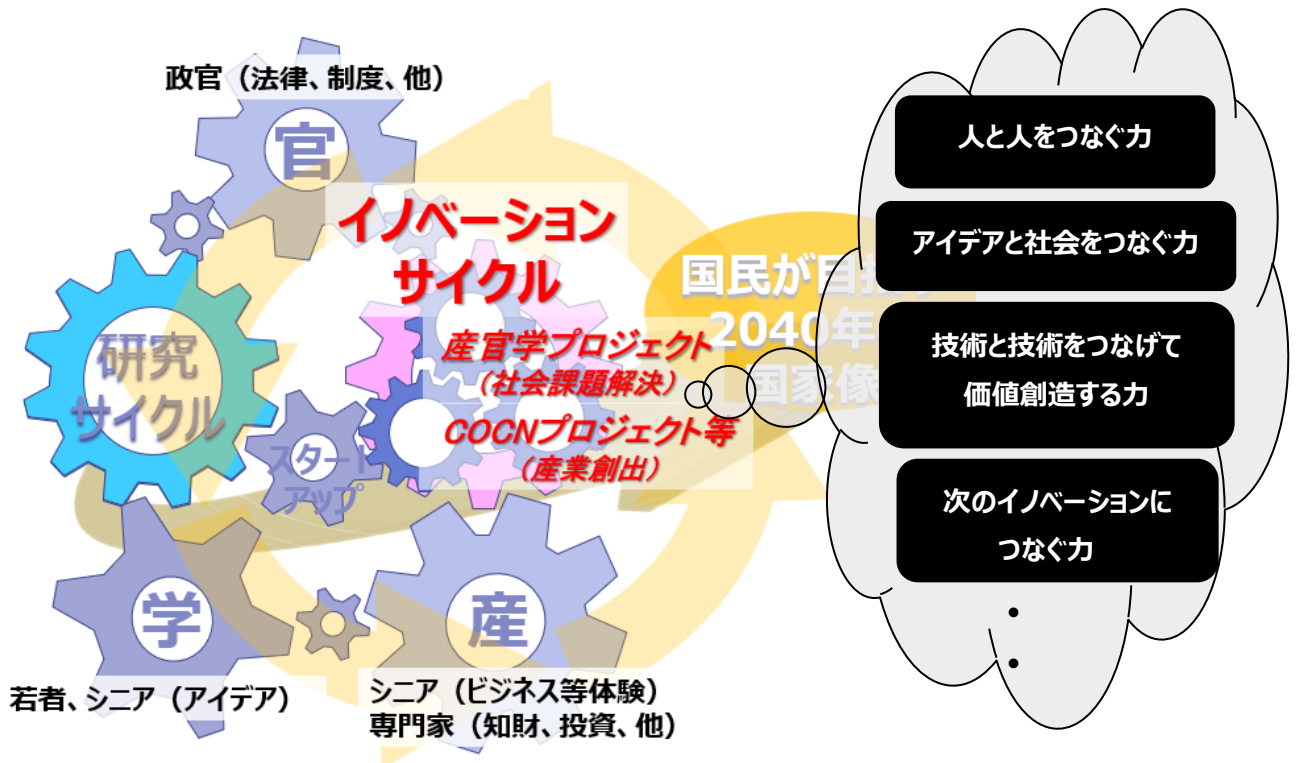 政官（法律、制度、他）
官
イノベーション
サイクル
研究
サイクル
産官学プロジェクト
（社会課題解決）
COCNプロジェクト等
（産業創出）
スタート
アップ
学
産
若者、シニア（アイデア）
シニア（ビジネス等体験）
専門家（知財、投資、他）
国民が目指す
2040年
国家像
人と人をつなぐ力
アイデアと社会をつなぐ力
技術と技術をつなげて
価値創造する力
次のイノベーションに
つなぐ力
・
・